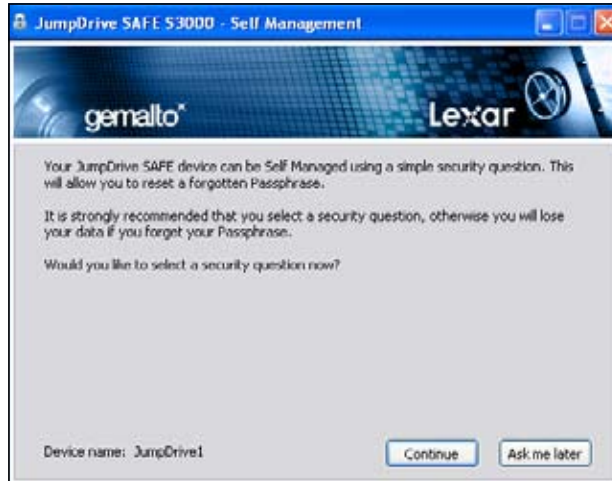 JumpDrive SAFE S3000 - Self Management
gemalto×
Lexar
Your JumpDrive SAFE device can be Self Managed using a simple security question. This
will allow you to reset a forgotten Passphrase.
It is strongly recommended that you select a security question, otherwise you will lose
your data if you forget your Passphrase.
Would you like to select a security question now?
Device name: JumpDrive1
Continue
Ask me later